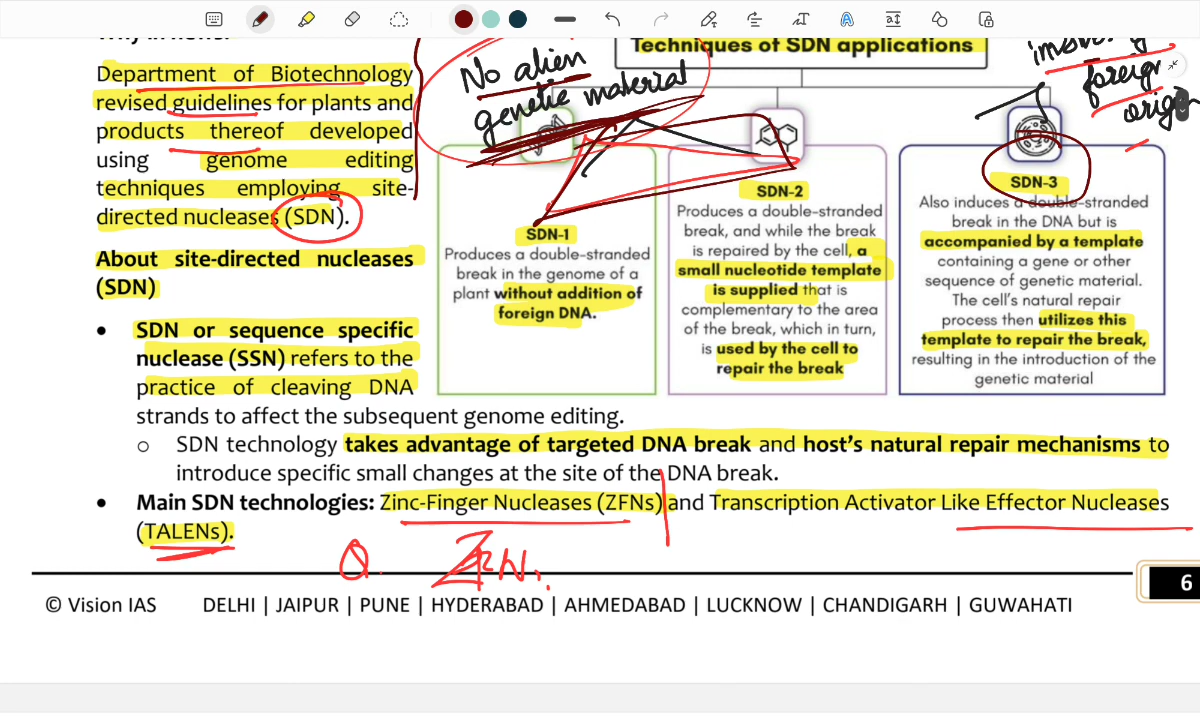 Techniques of SDN applications
No alien
genetic material
foreign
origin
Department of Biotechnology
revised guidelines for plants and
products thereof developed
using genome editing
techniques employing site-
directed nucleases (SDN).
About site-directed nucleases
(SDN)
• SDN or sequence specific
nuclease (SSN) refers to the
practice of cleaving DNA
strands to affect the subsequent genome editing.
SDN-1
Produces a double-stranded
break in the genome of a
plant without addition of
foreign DNA.
SDN-2
Produces a double-stranded
break, and while the break
is repaired by the cell, a
small nucleotide template
is supplied that is
complementary to the area
of the break, which in turn,
is used by the cell to
repair the break
SDN-3
Also induces a double-stranded
break in the DNA but is
accompanied by a template
containing a gene or other
sequence of genetic material.
The cell's natural repair
process then utilizes this
template to repair the break,
resulting in the introduction of the
genetic material
o SDN technology takes advantage of targeted DNA break and host's natural repair mechanisms to
introduce specific small changes at the site of the DNA break.
• Main SDN technologies: Zinc-Finger Nucleases (ZFNs) and Transcription Activator Like Effector Nucleases
(TALENs).
© Vision IAS DELHI | JAIPUR | PUNE | HYDERABAD | AHMEDABAD | LUCKNOW | CHANDIGARH | GUWAHATI
6